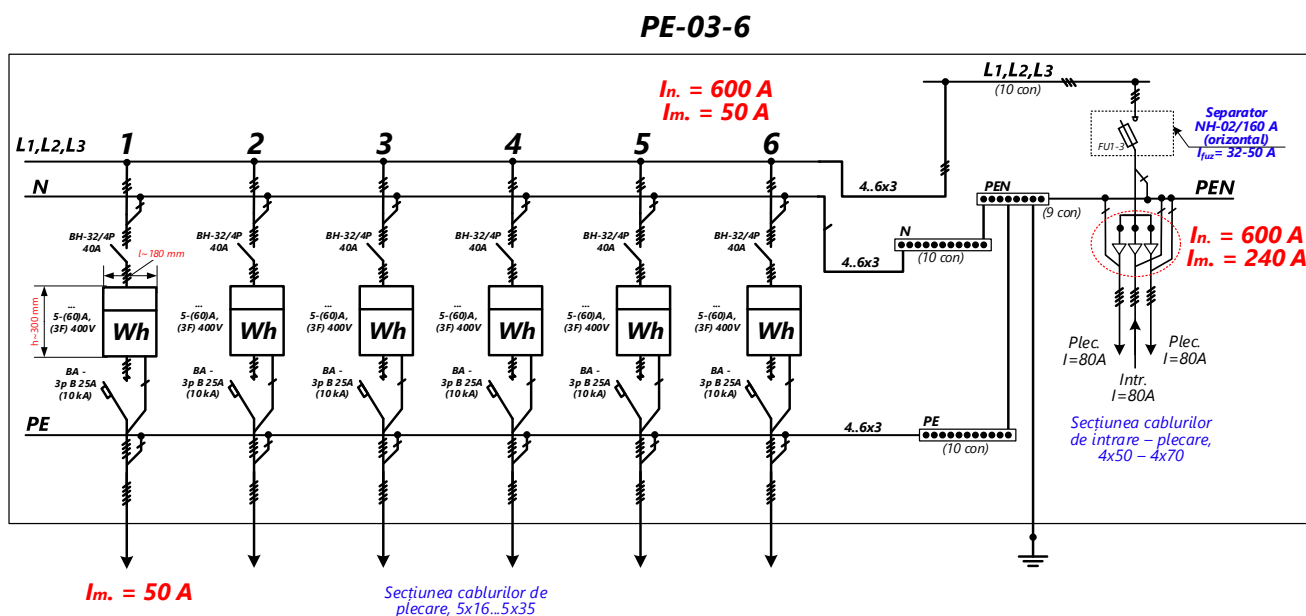 PE-03-6
L1,L2,L3
(10 con)
In. = 600 A
Im. = 50 A
Separator
NH-02/160 A
(orizontal)
Ifuz= 32-50 A
FU1-3
L1,L2,L3
1
2
3
4
5
6
N
4..6x3
PEN
(9 con)
PEN
BH-32/4P
40A
BH-32/4P
40A
BH-32/4P
40A
BH-32/4P
40A
BH-32/4P
40A
BH-32/4P
40A
N
(10 con)
4..6x3
In. = 600 A
Im. = 240 A
l~180 mm
h~300 mm
...
5-(60)A,
(3F) 400V
Wh
...
5-(60)A,
(3F) 400V
Wh
...
5-(60)A,
(3F) 400V
Wh
...
5-(60)A,
(3F) 400V
Wh
...
5-(60)A,
(3F) 400V
Wh
...
5-(60)A,
(3F) 400V
Wh
Plec.
I=80A
Plec.
I=80A
Intr.
I=80A
BA -
3p B 25A
(10 kA)
BA -
3p B 25A
(10 kA)
BA -
3p B 25A
(10 kA)
BA -
3p B 25A
(10 kA)
BA -
3p B 25A
(10 kA)
BA -
3p B 25A
(10 kA)
PE
4..6x3
PE
(10 con)
Secțiunea cablurilor
de intrare – plecare,
4x50 – 4x70
Im. = 50 A
Secțiunea cablurilor de
plecare, 5x16...5x35